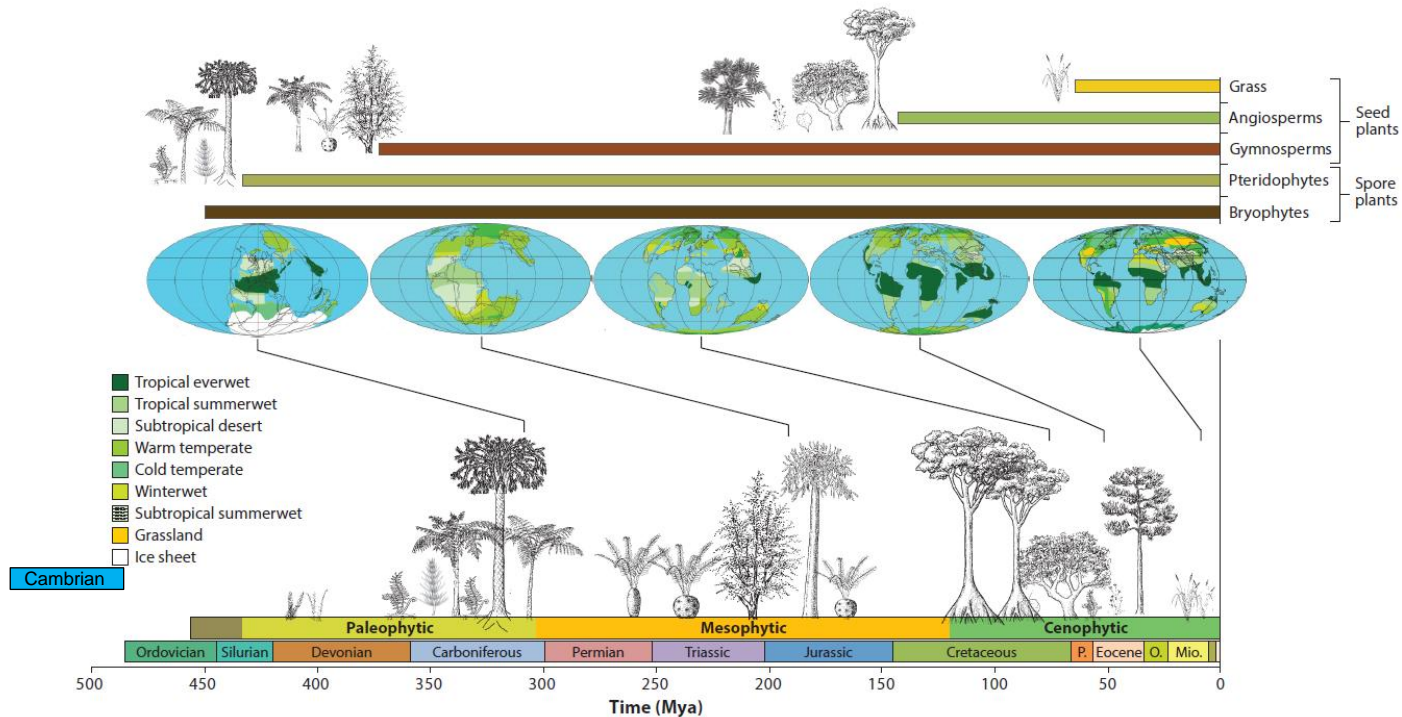 Grass
Angiosperms
Gymnosperms
Seed
plants
Pteridophytes
Bryophytes
Spore
plants
Tropical everwet
Tropical summerwet
Subtropical desert
Warm temperate
Cold temperate
Winterwet
Subtropical summerwet
Grassland
Ice sheet
Cambrian
Paleophytic Mesophytic Cenophytic
Ordovician Silurian Devonian Carboniferous Permian Triassic Jurassic Cretaceous P. Eocene O. Mio.
500 450 400 350 300 250 200 150 100 50 0
Time (Mya)